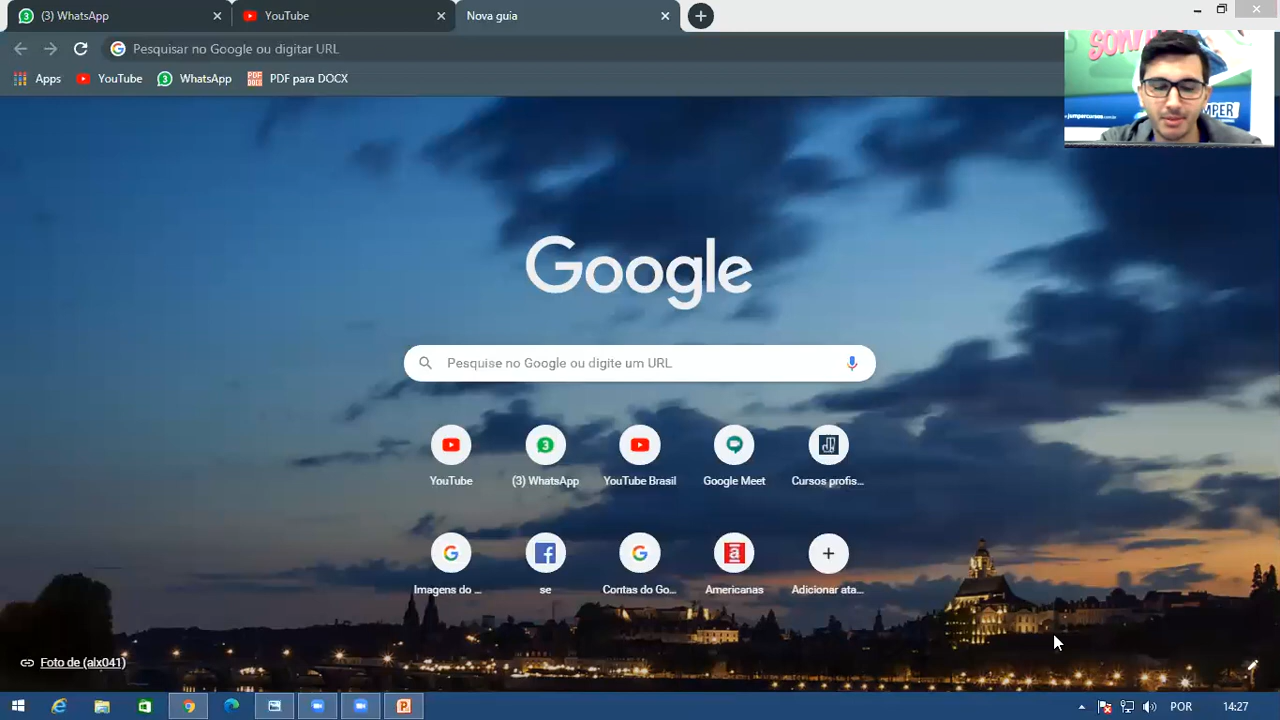 (3) WhatsApp
YouTube
Nova guia
Pesquisar no Google ou digitar URL
Apps
YouTube
WhatsApp
PDF para DOCX
Google
Pesquise no Google ou digite um URL
YouTube
(3) WhatsApp
YouTube Brasil
Google Meet
Cursos profis...
Imagens do ...
se
Contas do Go...
Americanas
Adicionar ata...
Foto de (alx041)
POR
14:27